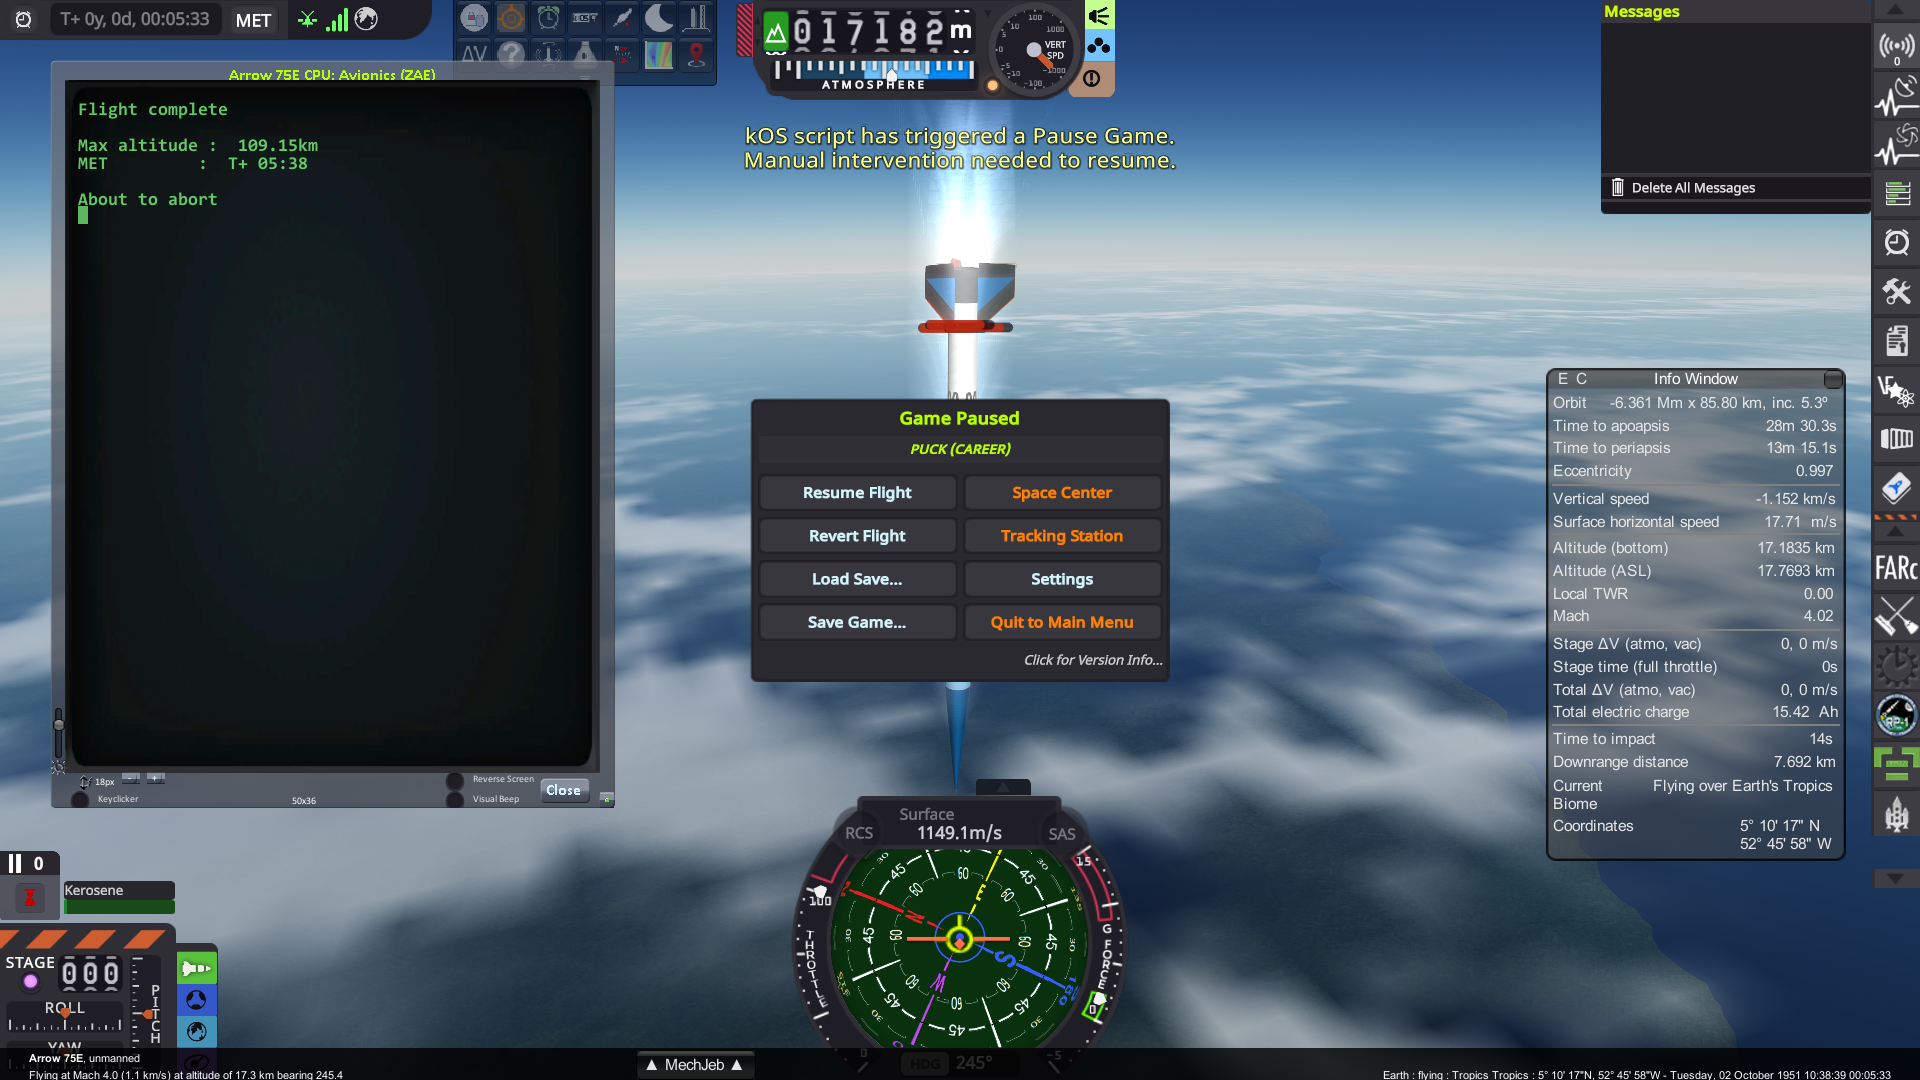 T+ 0y, 0d, 00:05:33
MET
017182 m
ATMOSPHERE
VERT
SPD
Messages
Delete All Messages
0
Arrow 75E CPU: Avionics (ZAE)
Flight complete
Max altitude : 109.15km
MET : T+ 05:38
About to abort
kOS script has triggered a Pause Game.
Manual intervention needed to resume.
Game Paused
PUCK (CAREER)
Resume Flight
Space Center
Revert Flight
Tracking Station
Load Save...
Settings
Save Game...
Quit to Main Menu
Click for Version Info...
E C Info Window
Orbit -6.361 Mm x 85.80 km, inc. 5.3º
Time to apoapsis 28m 30.3s
Time to periapsis 13m 15.1s
Eccentricity 0.997
Vertical speed -1.152 km/s
Surface horizontal speed 17.71 m/s
Altitude (bottom) 17.1835 km
Altitude (ASL) 17.7693 km
Local TWR 0.00
Mach 4.02
Stage ΔV (atmo, vac) 0, 0 m/s
Stage time (full throttle) 0s
Total ΔV (atmo, vac) 0, 0 m/s
Total electric charge 15.42 Ah
Time to impact 14s
Downrange distance 7.692 km
Current Biome Flying over Earth's Tropics
Coordinates 5° 10' 17" N
52° 45' 58" W
FARc
RP-1
ΔV
18px
Keyclicker
50x36
Reverse Screen
Visual Beep
Close
Surface
RCS 1149.1m/s SAS
THROTTLE
G FORCE
100
15
HDG 245°
0
Kerosene
STAGE 000
ROLL
PITCH
YAW
Arrow 75E, unmanned
Flying at Mach 4.0 (1.1 km/s) at altitude of 17.3 km bearing 245.4
▲ MechJeb ▲
Earth : flying : Tropics Tropics : 5° 10' 17"N, 52° 45' 58"W - Tuesday, 02 October 1951 10:38:39 00:05:33